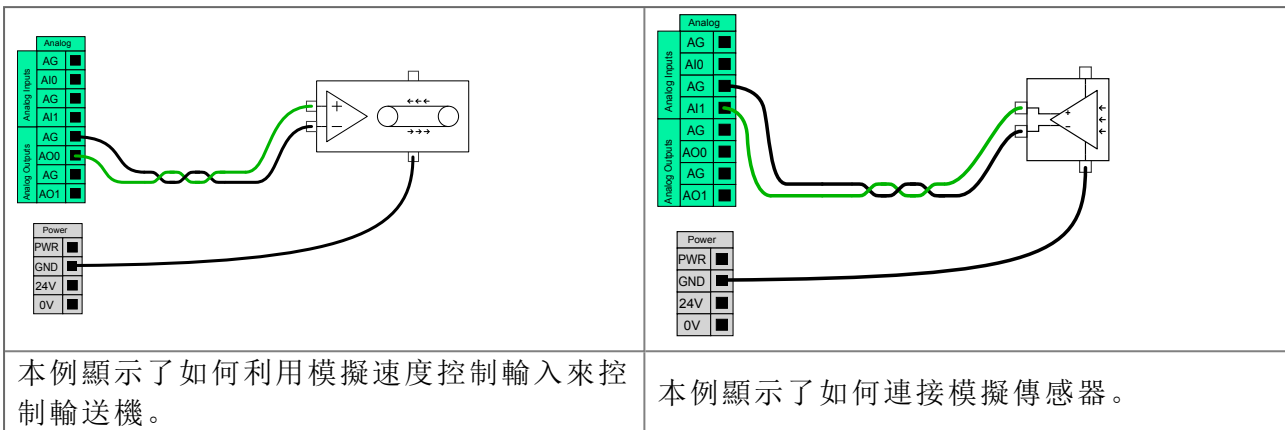 Analog
Analog Inputs
AG
AI0
AG
AI1
Analog Outputs
AG
AO0
AG
AO1
+
−
←←←
→→→
Power
PWR
GND
24V
0V
本例顯示了如何利用模擬速度控制輸入來控
制輸送機。
Analog
Analog Inputs
AG
AI0
AG
AI1
Analog Outputs
AG
AO0
AG
AO1
+
−
←
←
←
Power
PWR
GND
24V
0V
本例顯示了如何連接模擬傳感器。